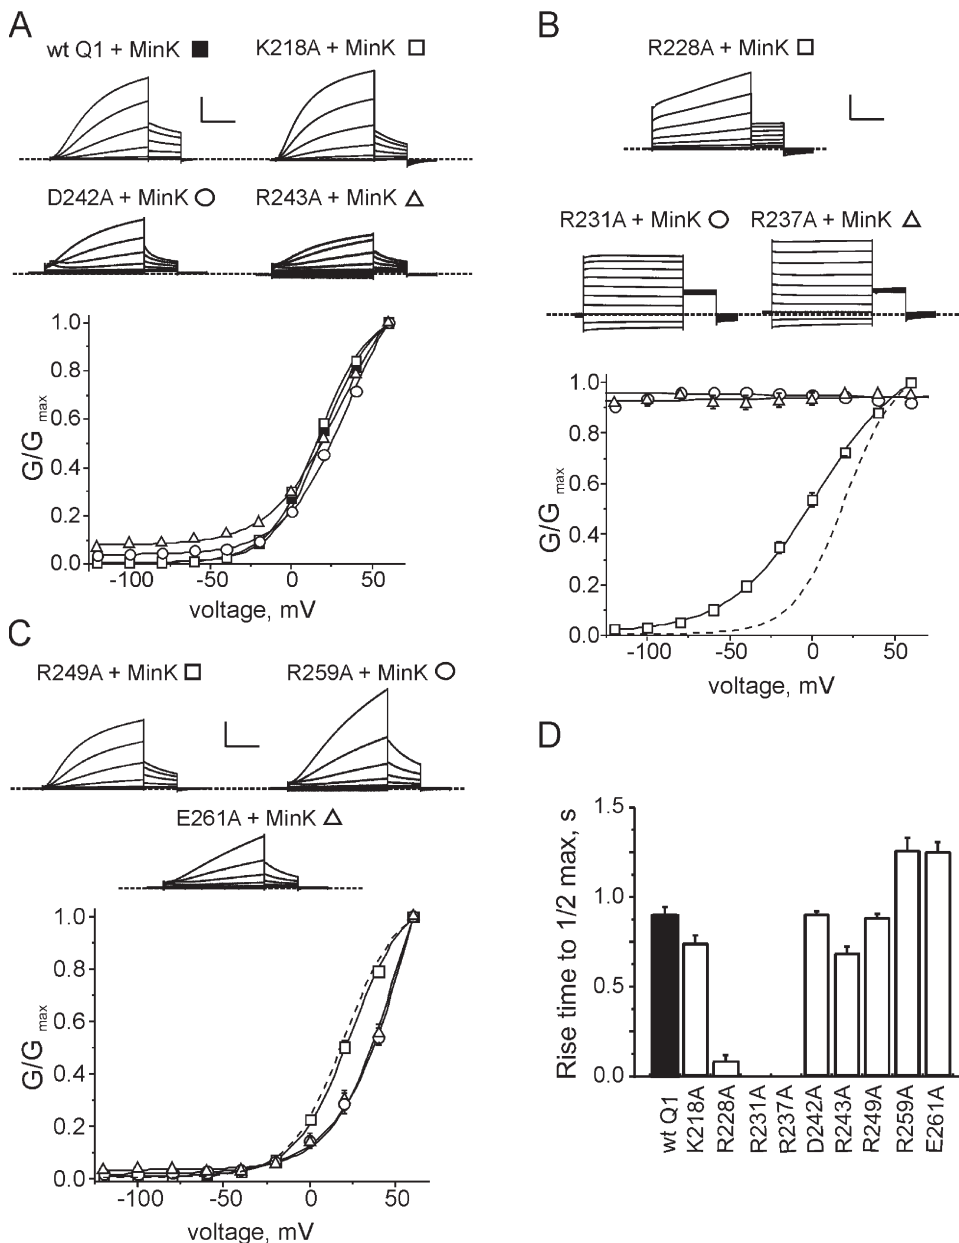 A
wt Q1 + MinK
K218A + MinK
D242A + MinK
R243A + MinK
1.0
0.8
0.6
0.4
0.2
0.0
G/Gmax
-100
-50
0
50
voltage, mV
B
R228A + MinK
R231A + MinK
R237A + MinK
1.0
0.8
0.6
0.4
0.2
0.0
G/Gmax
-100
-50
0
50
voltage, mV
C
R249A + MinK
R259A + MinK
E261A + MinK
1.0
0.8
0.6
0.4
0.2
0.0
G/Gmax
-100
-50
0
50
voltage, mV
D
1.5
1.0
0.5
0.0
Rise time to 1/2 max, s
wt Q1
K218A
R228A
R231A
R237A
D242A
R243A
R249A
R259A
E261A